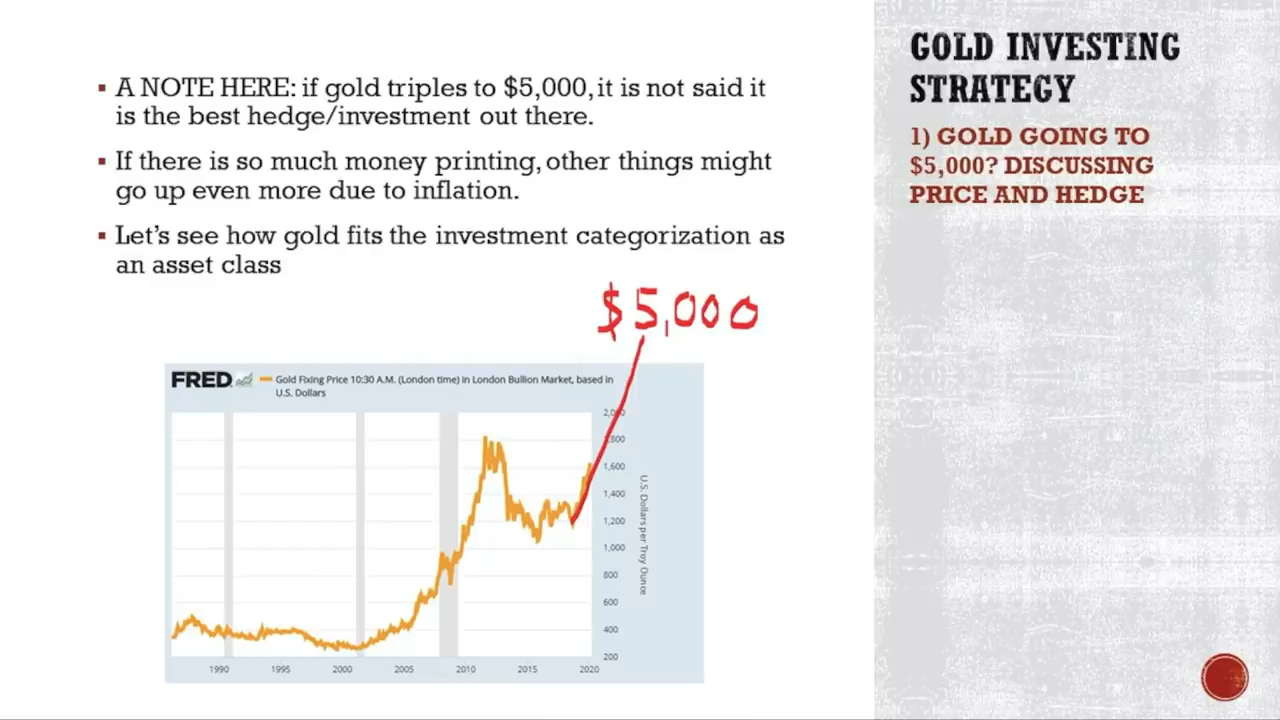 ▪ A NOTE HERE: if gold triples to $5,000, it is not said it
is the best hedge/investment out there.
▪ If there is so much money printing, other things might
go up even more due to inflation.
▪ Let's see how gold fits the investment categorization as
an asset class
$5,000
FRED
Gold Fixing Price 10:30 A.M. (London time) in London Bullion Market, based in
U.S. Dollars
2,000
1,800
1,600
1,400
1,200
1,000
800
600
400
200
U.S. Dollars per Troy Ounce
1990 1995 2000 2005 2010 2015 2020
GOLD INVESTING
STRATEGY
1) GOLD GOING TO
$5,000? DISCUSSING
PRICE AND HEDGE